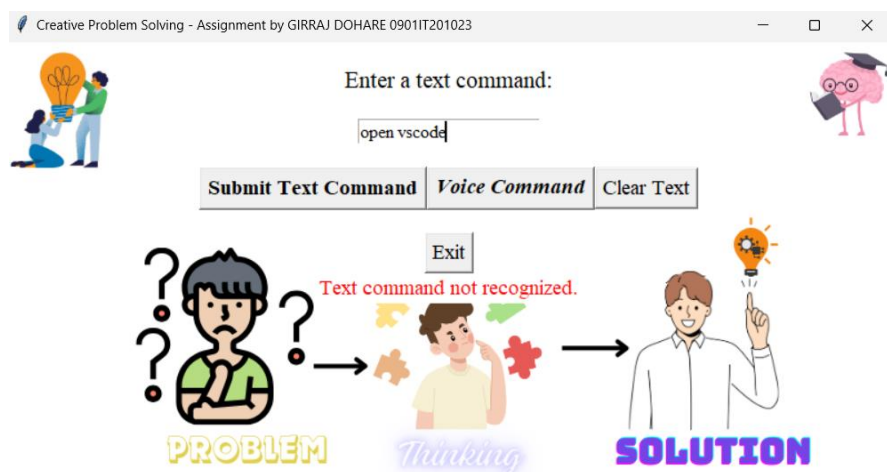 Creative Problem Solving - Assignment by GIRRAJ DOHARE 0901IT201023
Enter a text command:
open vscode
Submit Text Command Voice Command Clear Text
Exit
Text command not recognized.
? ? ?
PROBLEM Thinking SOLUTION